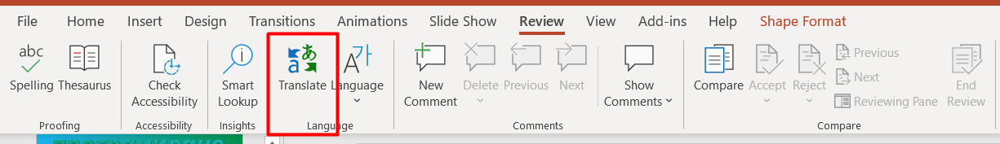 File Home Insert Design Transitions Animations Slide Show Review View Add-ins Help Shape Format
abc
Spelling
Thesaurus
Proofing
Check
Accessibility
Accessibility
Smart
Lookup
Insights
a あ
Translate
A 가
Language
Language
New
Comment
Delete
Previous
Next
Show
Comments
Comments
Compare
Accept
Reject
Previous
Next
Reviewing Pane
End
Review
Compare